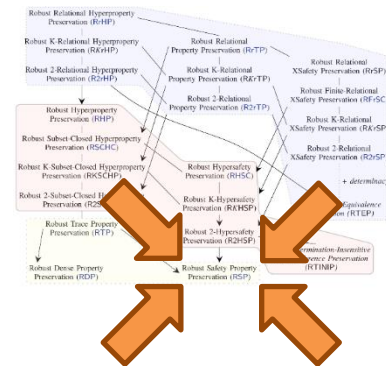 Robust Relational Hyperproperty
Preservation (RrHP)
Robust K-Relational Hyperproperty
Preservation (RKrHP)
Robust 2-Relational Hyperproperty
Preservation (R2rHP)
Robust Relational
Property Preservation (RrTP)
Robust K-Relational
Property Preservation (RKrTP)
Robust 2-Relational
Property Preservation (R2rTP)
Robust Relational
XSafety Preservation (RrSP)
Robust Finite-Relational
XSafety Preservation (RFrSC)
Robust K-Relational
XSafety Preservation (RKrSP)
Robust 2-Relational
XSafety Preservation (R2rSP)
+ determinacy
Equivalence
(RTEP)
Robust Hyperproperty
Preservation (RHP)
Robust Subset-Closed Hyperproperty
Preservation (RSCHC)
Robust K-Subset-Closed Hyperproperty
Preservation (RKSCHP)
Robust 2-Subset-Closed
Preservation
Robust Hypersafety
Preservation (RHSC)
Robust K-Hypersafety
Preservation (RKHSP)
Robust 2-Hypersafety
Preservation (R2HSP)
Preservation
(RTINIP)
Robust Trace Property
Preservation (RTP)
Robust Dense Property
Preservation (RDP)
Robust Safety Property
Preservation (RSP)